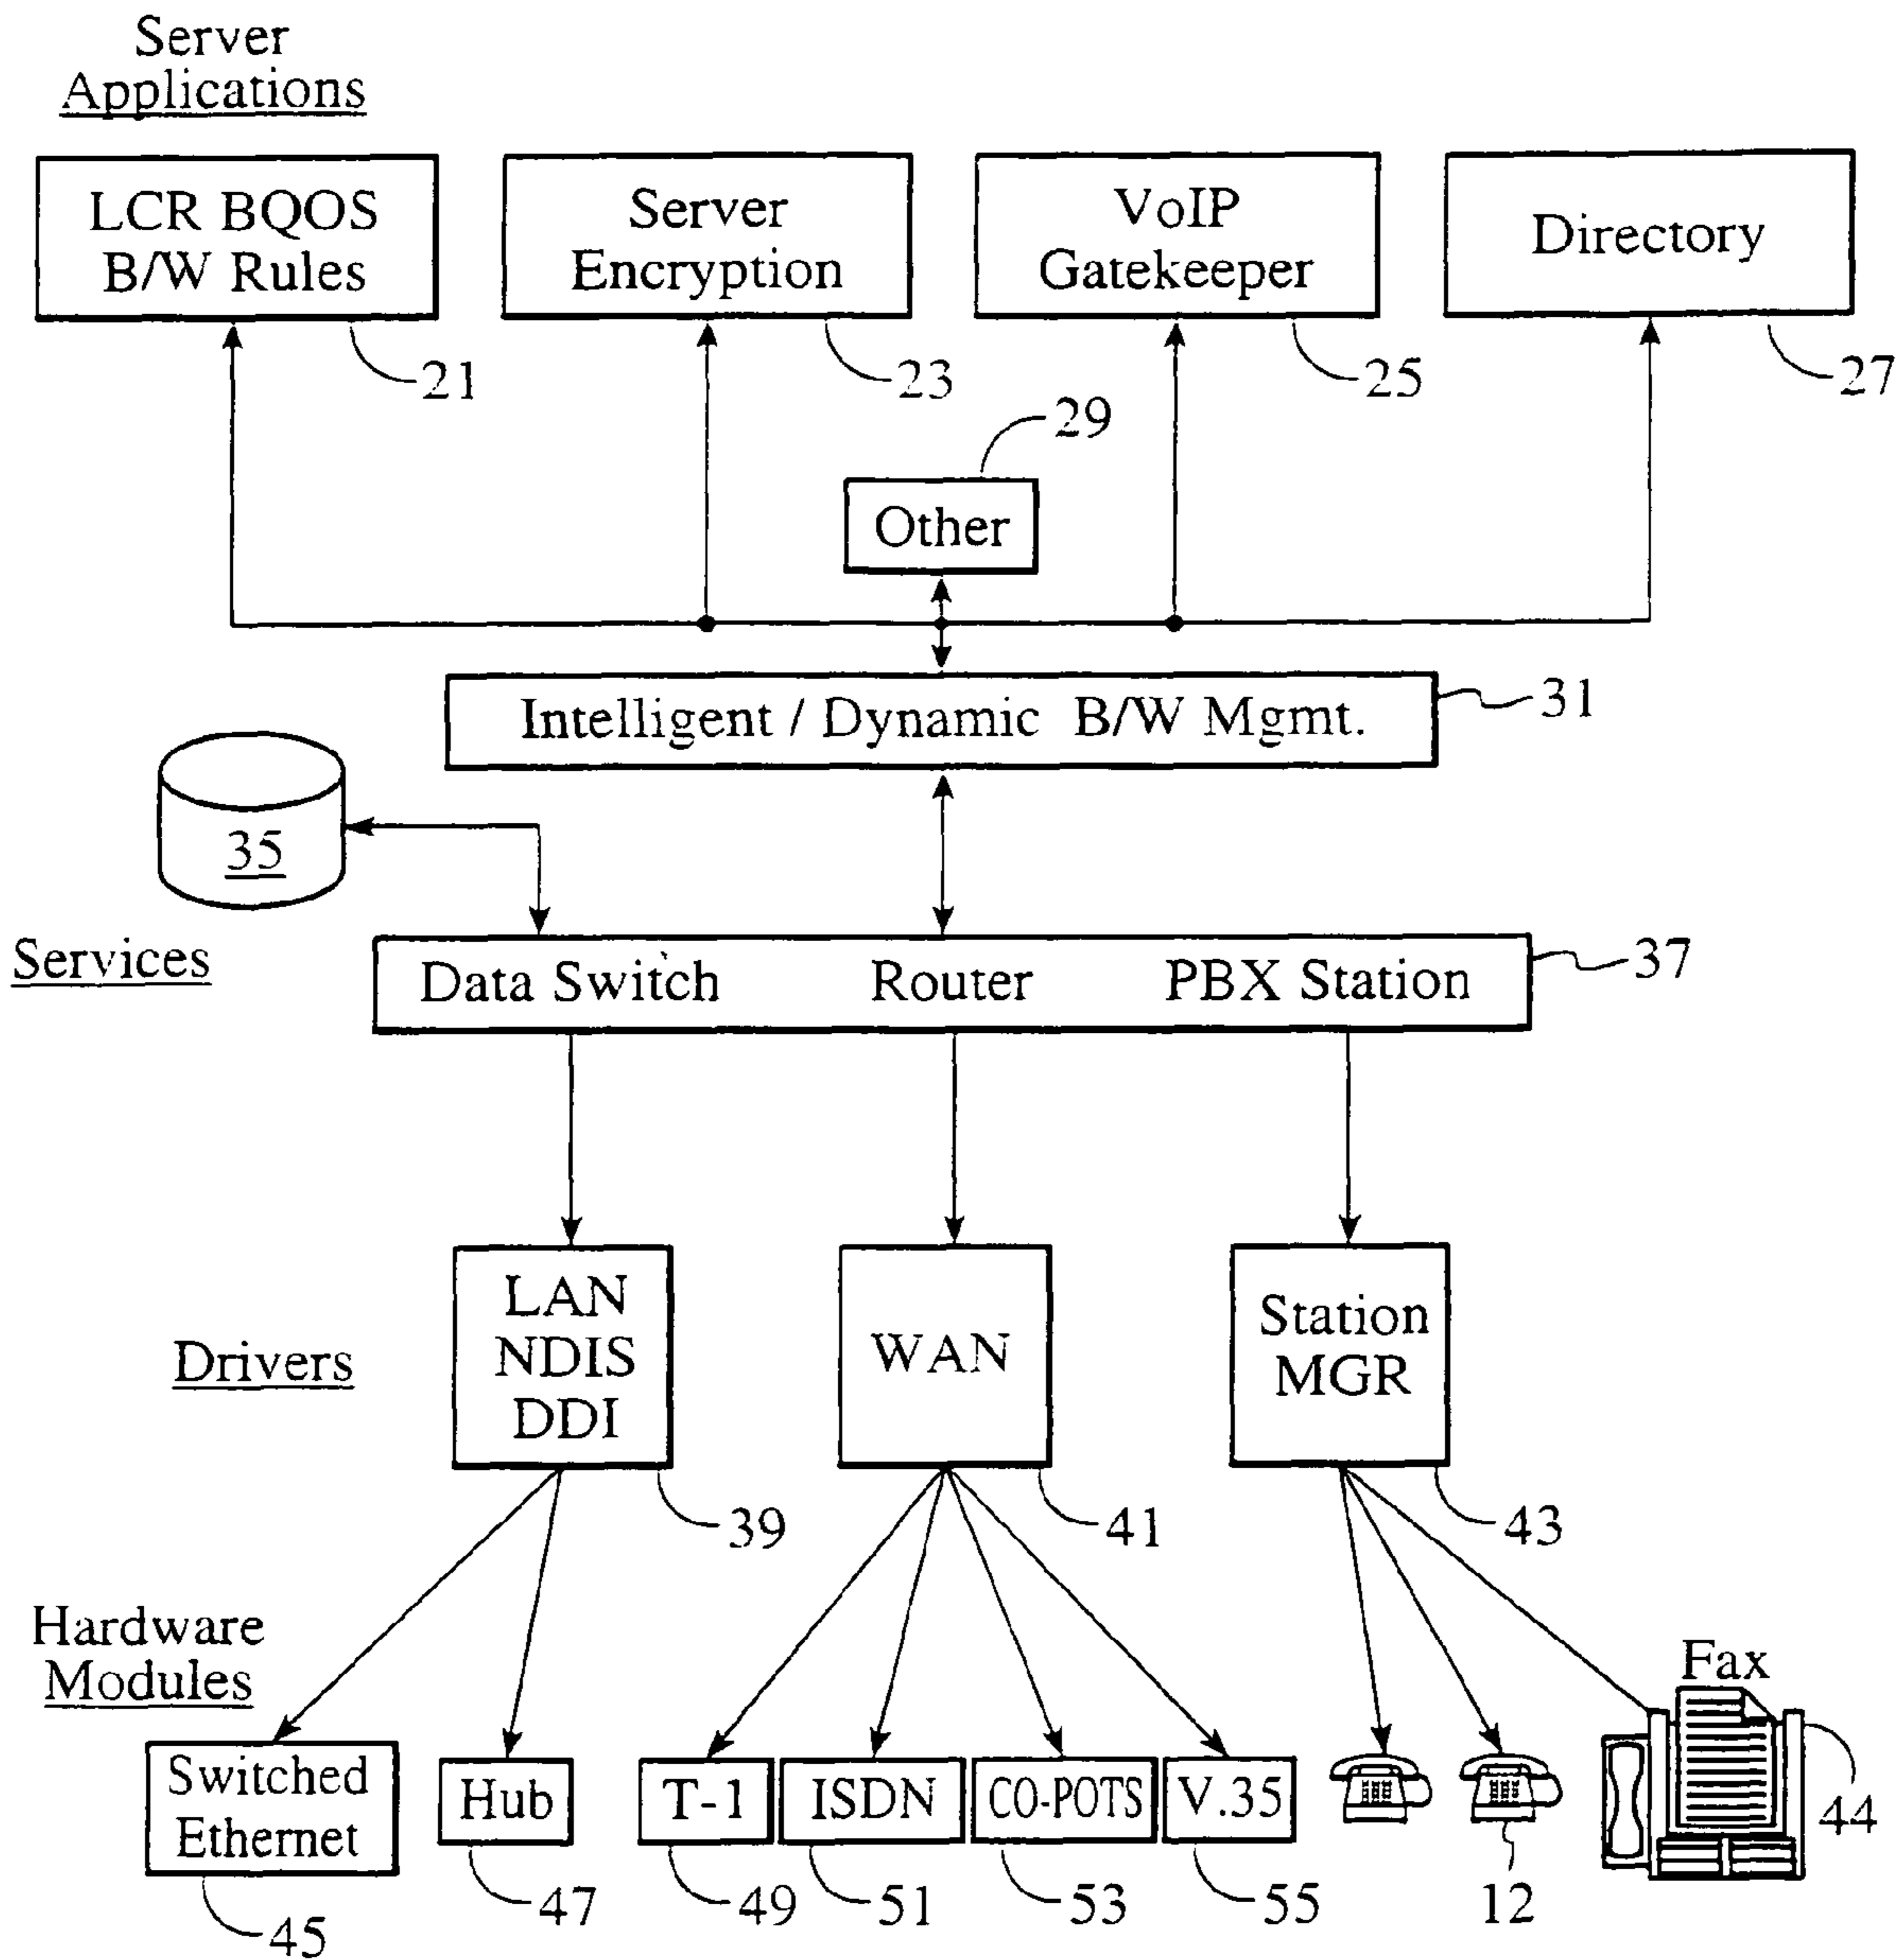 Server
Applications
LCR BQOS
B/W Rules
Server
Encryption
VoIP
Gatekeeper
Directory
21
23
25
27
29
Other
Intelligent / Dynamic B/W Mgmt.
31
35
Services
Data Switch Router PBX Station
37
Drivers
LAN
NDIS
DDI
WAN
Station
MGR
39
41
43
Hardware
Modules
Fax
Switched
Ethernet
Hub
T-1
ISDN
CO-POTS
V.35
44
45
47
49
51
53
55
12